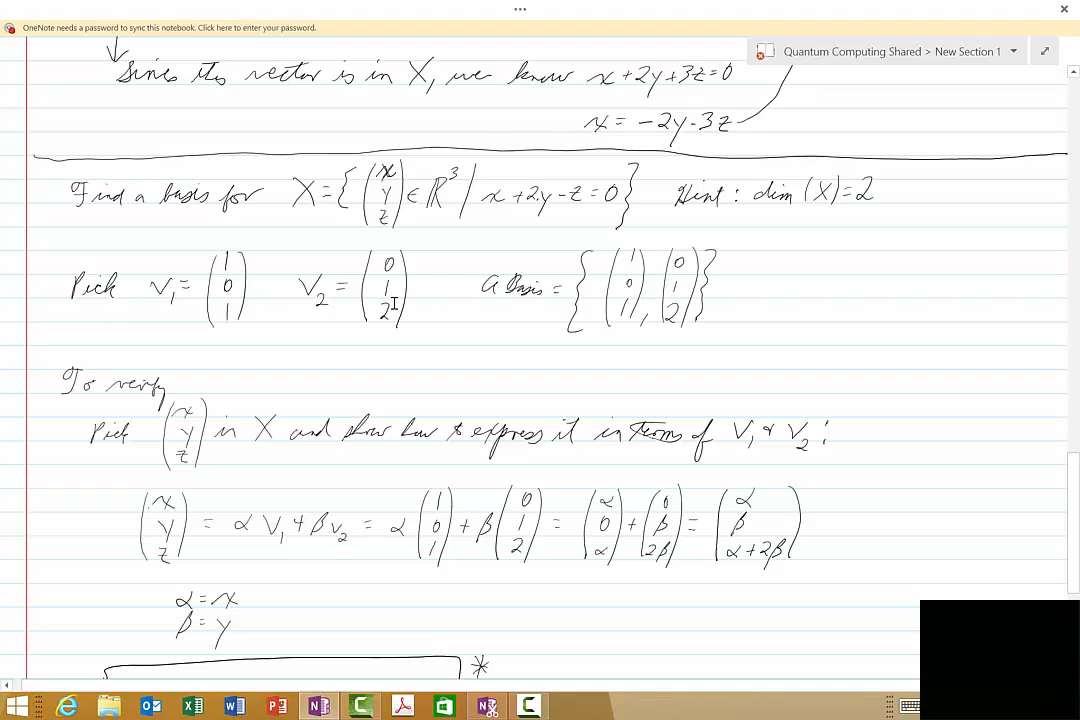 OneNote needs a password to sync this notebook. Click here to enter your password.
Quantum Computing Shared > New Section 1
Since this vector is in X, we know x+2y+3z=0
x = -2y-3z
Find a basis for X = { (x y z) ∈ ℝ³ | x+2y-z=0 } Hint: dim(X)=2
Pick V₁ = (1 0 1) V₂ = (0 1 2) A Basis = { (1 0 1), (0 1 2) }
To verify
Pick (x y z) in X and show how to express it in terms of V₁ & V₂:
(x y z) = α V₁ + β V₂ = α (1 0 1) + β (0 1 2) = (α 0 α) + (0 β 2β) = (α β α+2β)
α = x
β = y
*